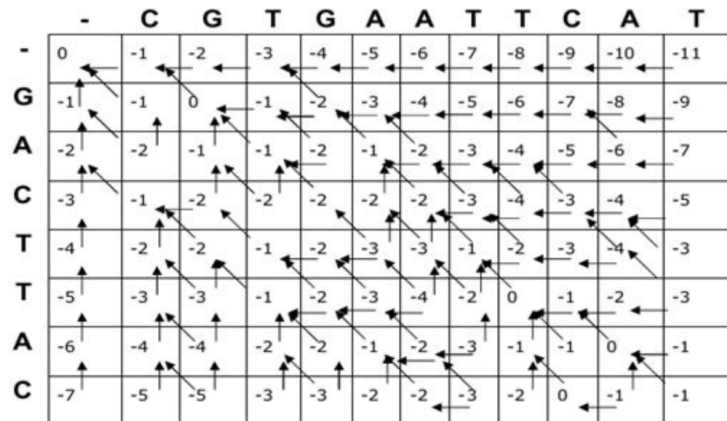 - C G T G A A T T C A T
- 0 -1 -2 -3 -4 -5 -6 -7 -8 -9 -10 -11
G -1 -1 0 -1 -2 -3 -4 -5 -6 -7 -8 -9
A -2 -2 -1 -1 -2 -1 -2 -3 -4 -5 -6 -7
C -3 -1 -2 -2 -2 -2 -2 -3 -4 -3 -4 -5
T -4 -2 -2 -1 -2 -3 -3 -1 -2 -3 -4 -3
T -5 -3 -3 -1 -2 -3 -4 -2 0 -1 -2 -3
A -6 -4 -4 -2 -2 -1 -2 -3 -1 -1 0 -1
C -7 -5 -5 -3 -3 -2 -2 -3 -2 0 -1 -1